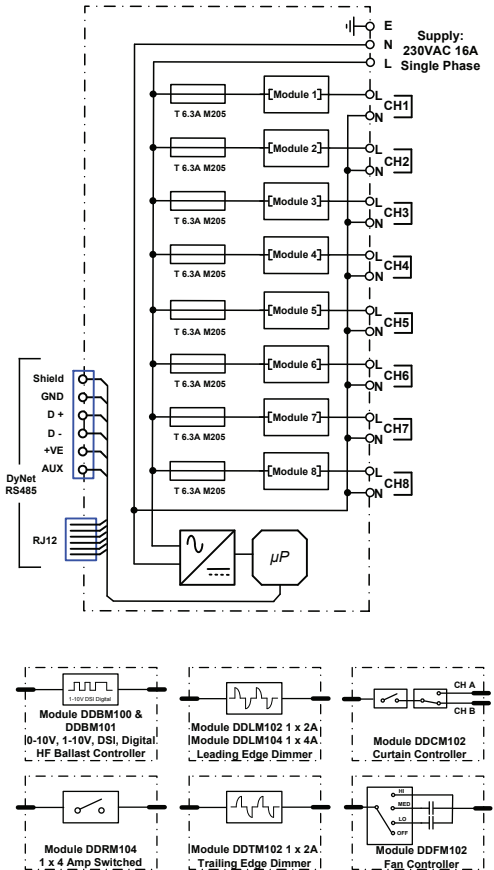 E
N
L
Supply:
230VAC 16A
Single Phase
T 6.3A M205
Module 1
L
N
CH1
T 6.3A M205
Module 2
L
N
CH2
T 6.3A M205
Module 3
L
N
CH3
T 6.3A M205
Module 4
L
N
CH4
T 6.3A M205
Module 5
L
N
CH5
T 6.3A M205
Module 6
L
N
CH6
T 6.3A M205
Module 7
L
N
CH7
T 6.3A M205
Module 8
L
N
CH8
DyNet
RS485
Shield
GND
D +
D -
+VE
AUX
RJ12
µP
1-10V DSI Digital
Module DDBM100 &
DDBM101
0-10V, 1-10V, DSI, Digital
HF Ballast Controller
Module DDLM102 1 x 2A
Module DDLM104 1 x 4A
Leading Edge Dimmer
CH A
CH B
Module DDCM102
Curtain Controller
Module DDRM104
1 x 4 Amp Switched
Module DDTM102 1 x 2A
Trailing Edge Dimmer
HI
MED
LO
OFF
Module DDFM102
Fan Controller